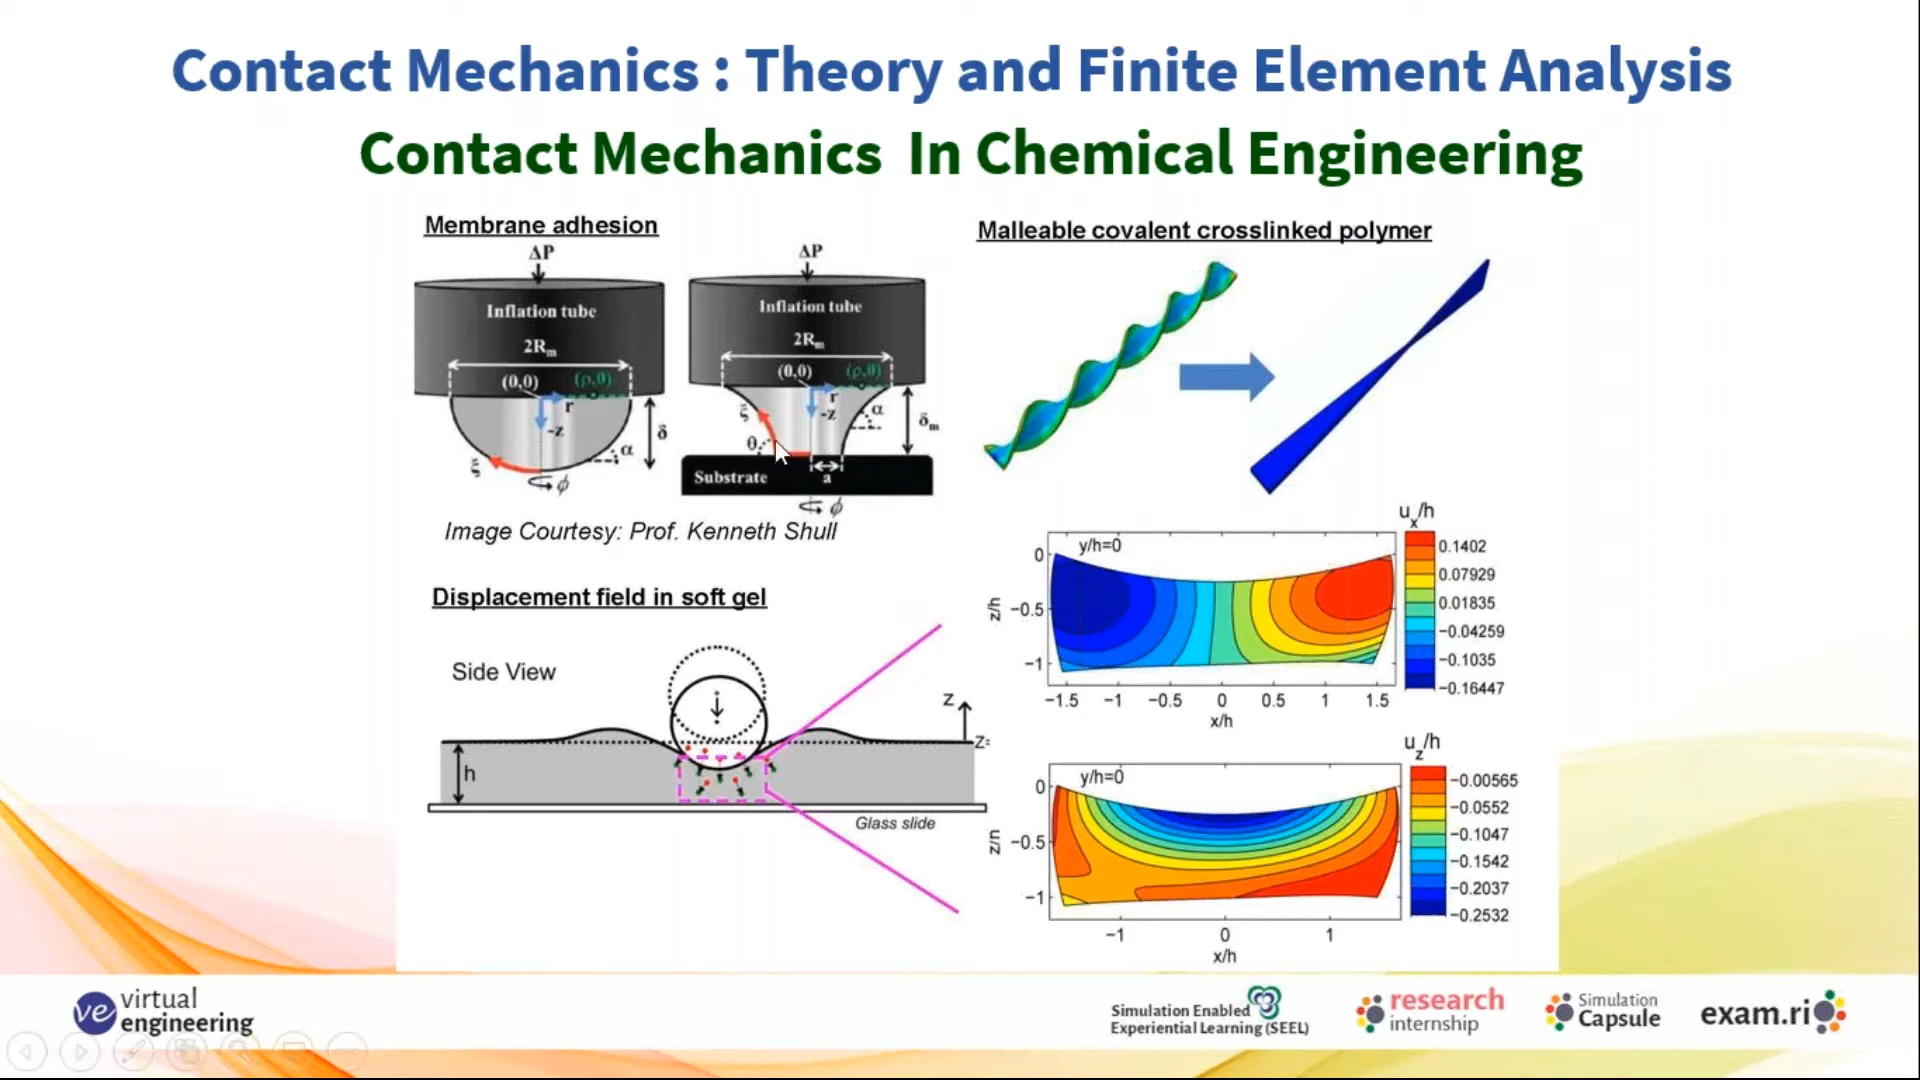 Contact Mechanics : Theory and Finite Element Analysis
Contact Mechanics In Chemical Engineering
Membrane adhesion
ΔP
Inflation tube
2Rm
(0,0)
(ρ,0)
r
-z
δ
α
ξ
ϕ
ΔP
Inflation tube
2Rm
(0,0)
(ρ,0)
r
-z
α
δm
ξ
θ
Substrate
a
ϕ
Image Courtesy: Prof. Kenneth Shull
Malleable covalent crosslinked polymer
Displacement field in soft gel
Side View
z
Z=
h
Glass slide
ux/h
y/h=0
0
−0.5
−1
z/h
−1.5 −1 −0.5 0 0.5 1 1.5
x/h
0.1402
0.07929
0.01835
−0.04259
−0.1035
−0.16447
uz/h
y/h=0
0
−0.5
−1
z/h
−1 0 1
x/h
−0.00565
−0.0552
−0.1047
−0.1542
−0.2037
−0.2532
ve virtual
engineering
Simulation Enabled
Experiential Learning (SEEL)
research
internship
Simulation
Capsule
exam.ri